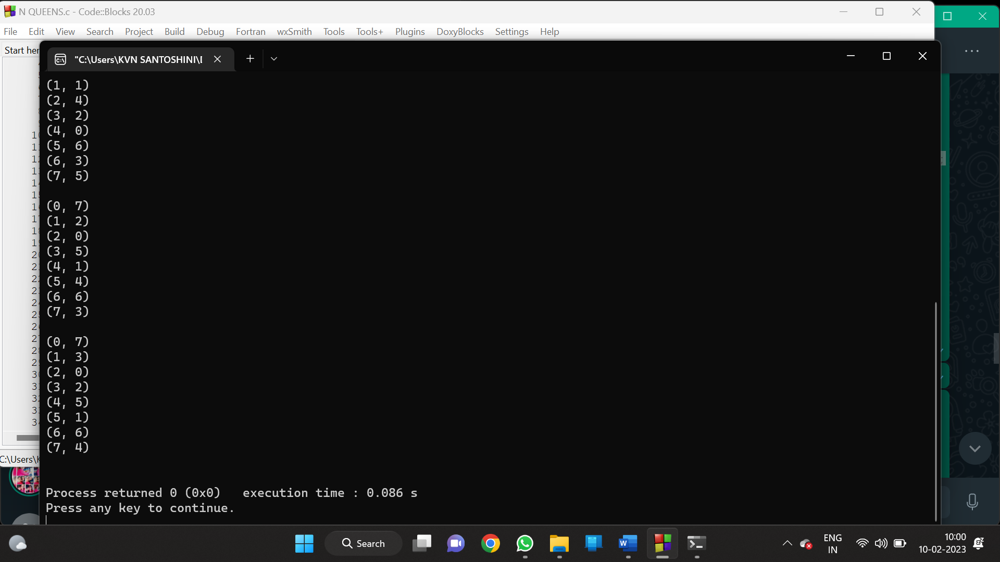 N QUEENS.c - Code::Blocks 20.03
File Edit View Search Project Build Debug Fortran wxSmith Tools Tools+ Plugins DoxyBlocks Settings Help
Start her
"C:\Users\KVN SANTOSHINI\
(1, 1)
(2, 4)
(3, 2)
(4, 0)
(5, 6)
(6, 3)
(7, 5)
(0, 7)
(1, 2)
(2, 0)
(3, 5)
(4, 1)
(5, 4)
(6, 6)
(7, 3)
(0, 7)
(1, 3)
(2, 0)
(3, 2)
(4, 5)
(5, 1)
(6, 6)
(7, 4)
C:\Users\K
Process returned 0 (0x0)   execution time : 0.086 s
Press any key to continue.
Search
ENG
IN
10:00
10-02-2023